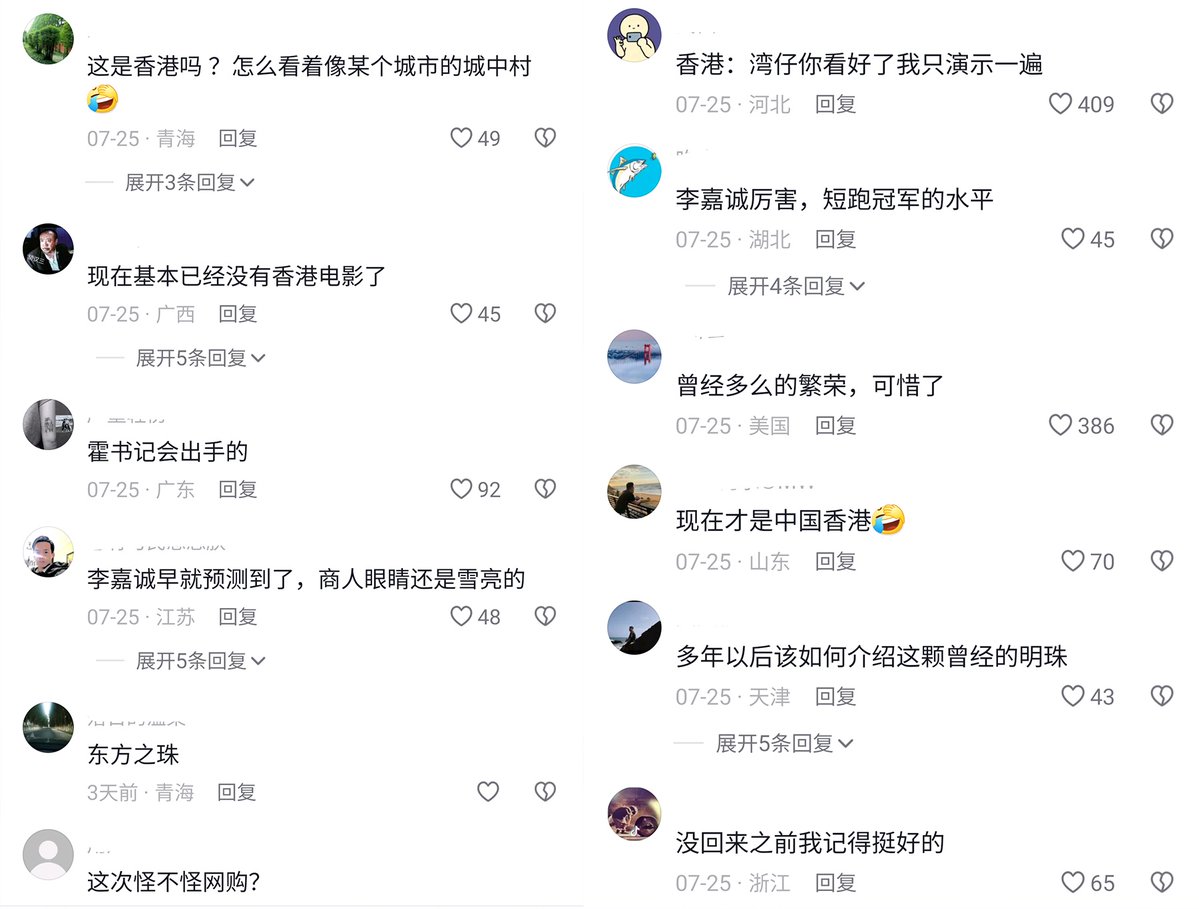 这是香港吗？怎么看着像某个城市的城中村
🤣
07-25 · 青海 回复
49
展开3条回复
现在基本已经没有香港电影了
07-25 · 广西 回复
45
展开5条回复
霍书记会出手的
07-25 · 广东 回复
92
李嘉诚早就预测到了，商人眼睛还是雪亮的
07-25 · 江苏 回复
48
展开5条回复
东方之珠
3天前 · 青海 回复
这次怪不怪网购？
香港：湾仔你看好了我只演示一遍
07-25 · 河北 回复
409
李嘉诚厉害，短跑冠军的水平
07-25 · 湖北 回复
45
展开4条回复
曾经多么的繁荣，可惜了
07-25 · 美国 回复
386
现在才是中国香港🤣
07-25 · 山东 回复
70
多年以后该如何介绍这颗曾经的明珠
07-25 · 天津 回复
43
展开5条回复
没回来之前我记得挺好的
07-25 · 浙江 回复
65